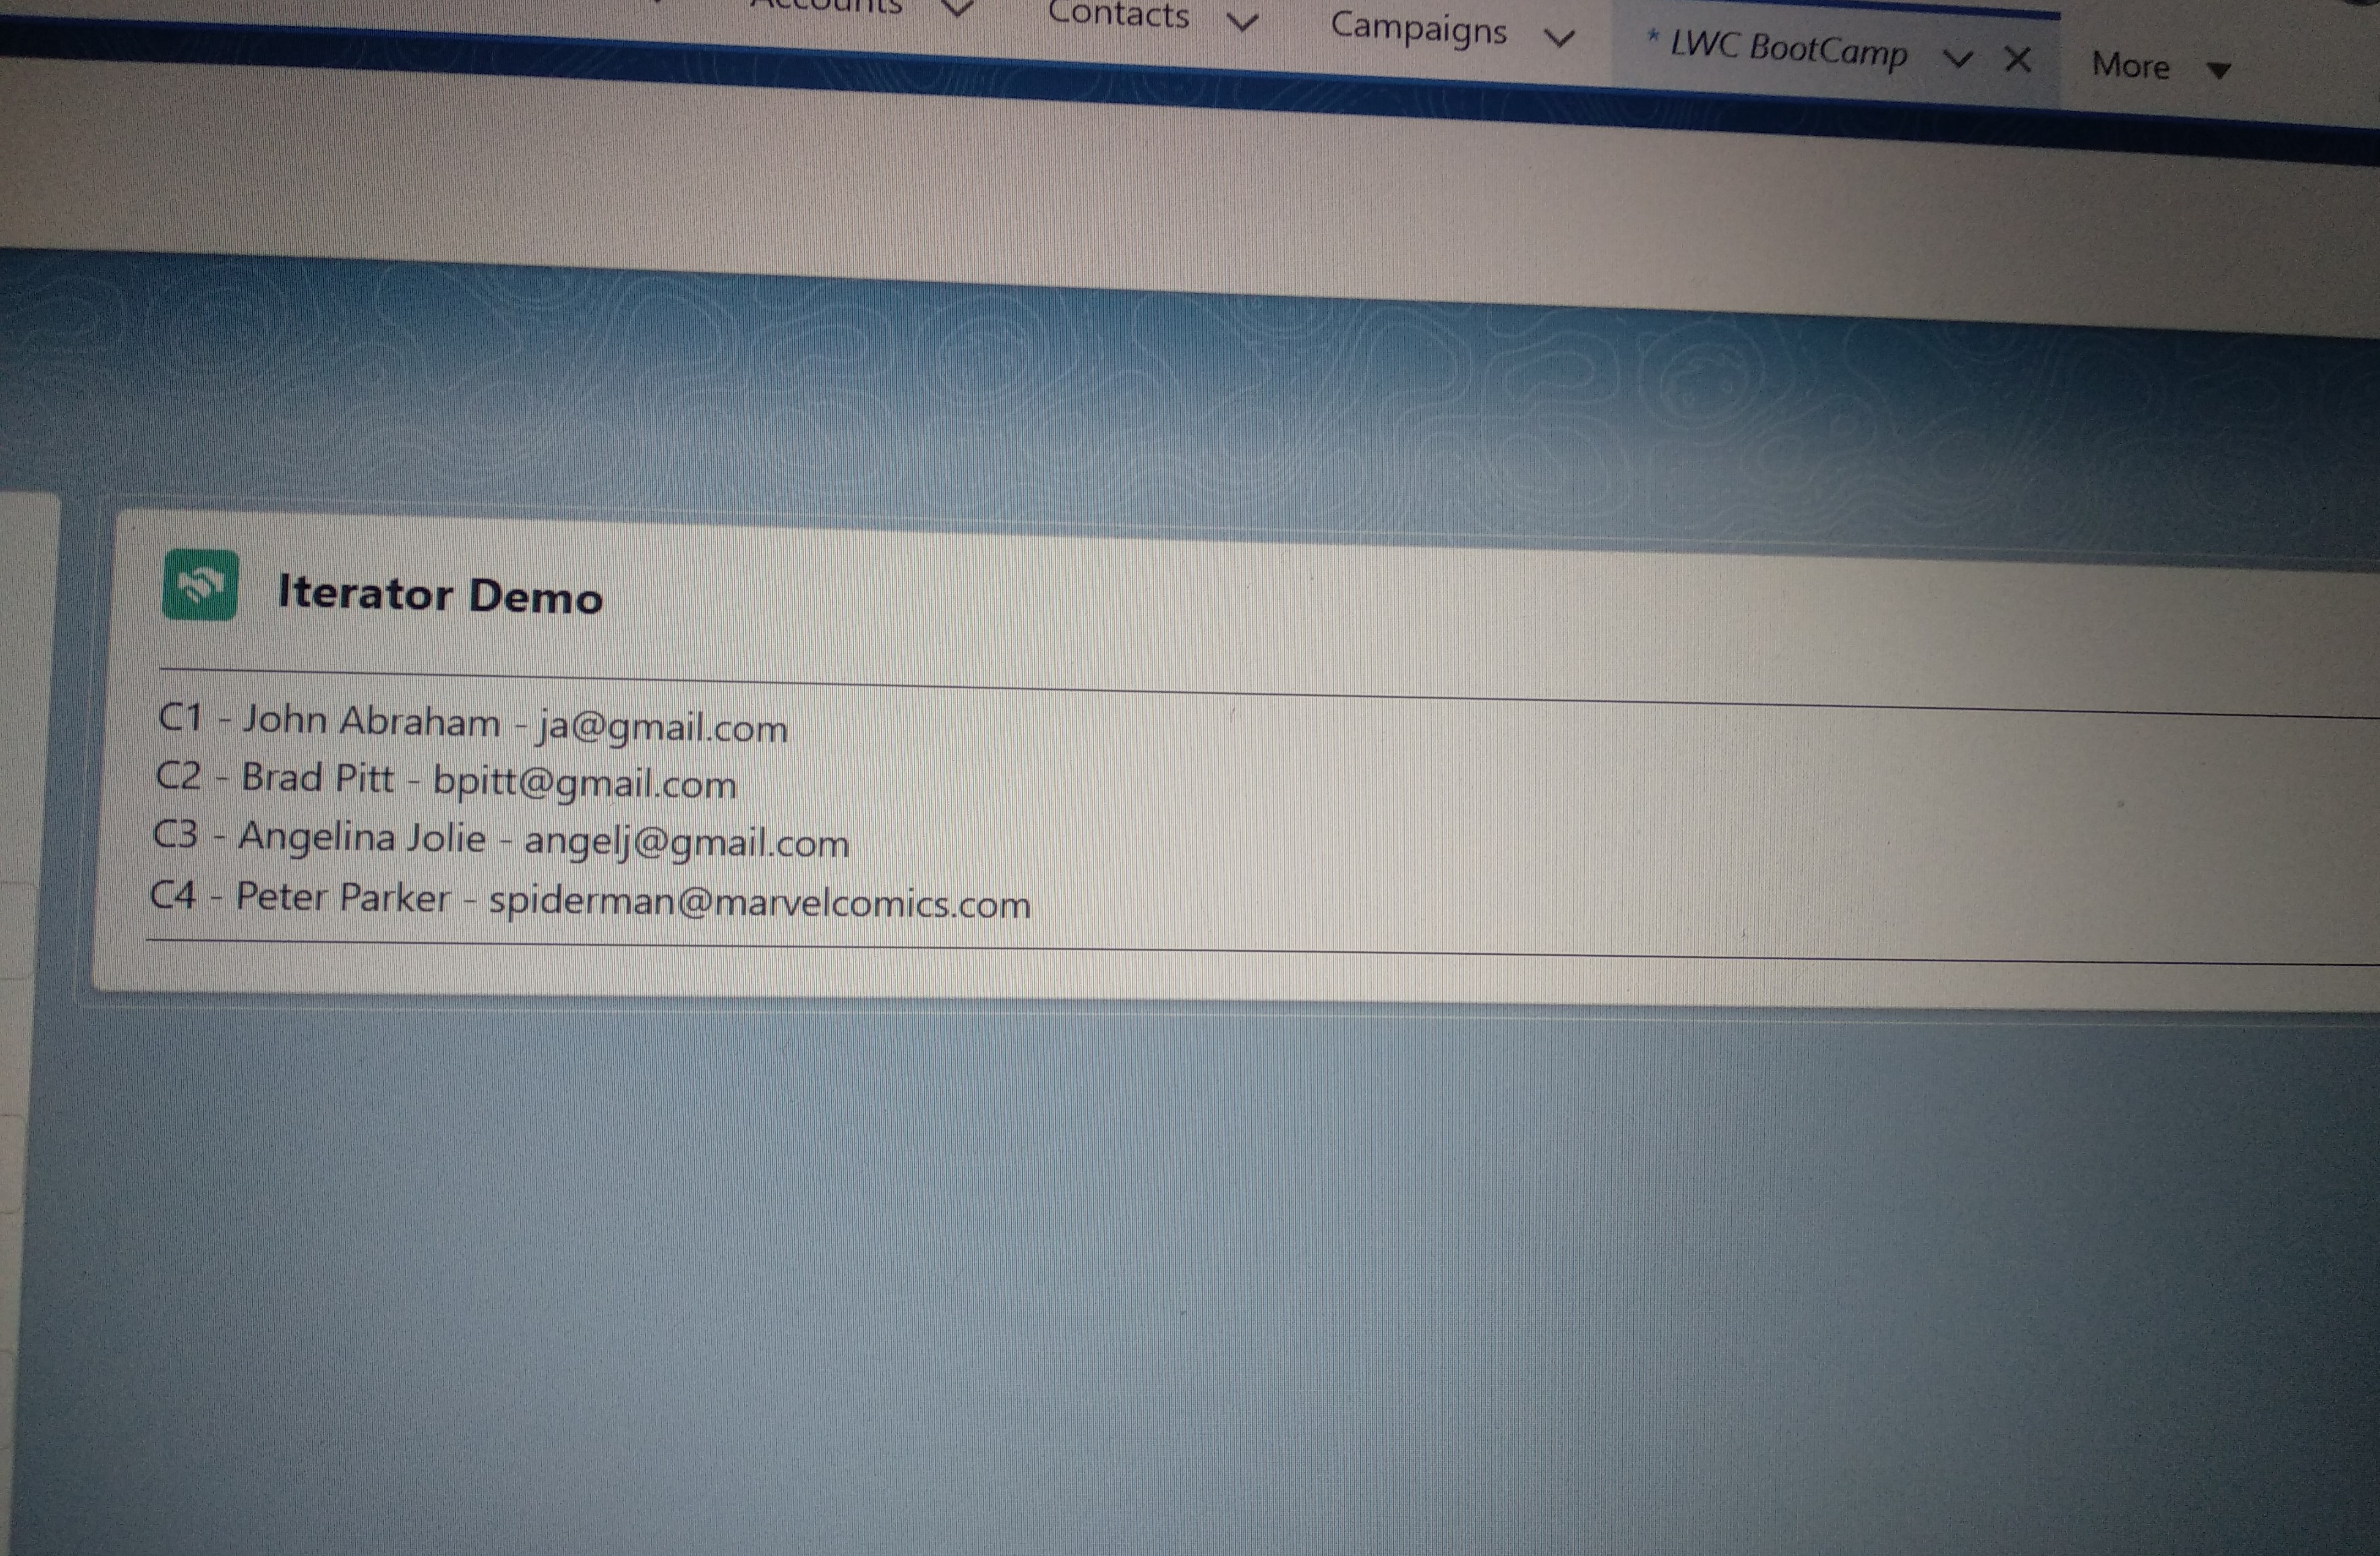 Accounts Contacts Campaigns * LWC BootCamp More
Iterator Demo
C1 - John Abraham - ja@gmail.com
C2 - Brad Pitt - bpitt@gmail.com
C3 - Angelina Jolie - angelj@gmail.com
C4 - Peter Parker - spiderman@marvelcomics.com